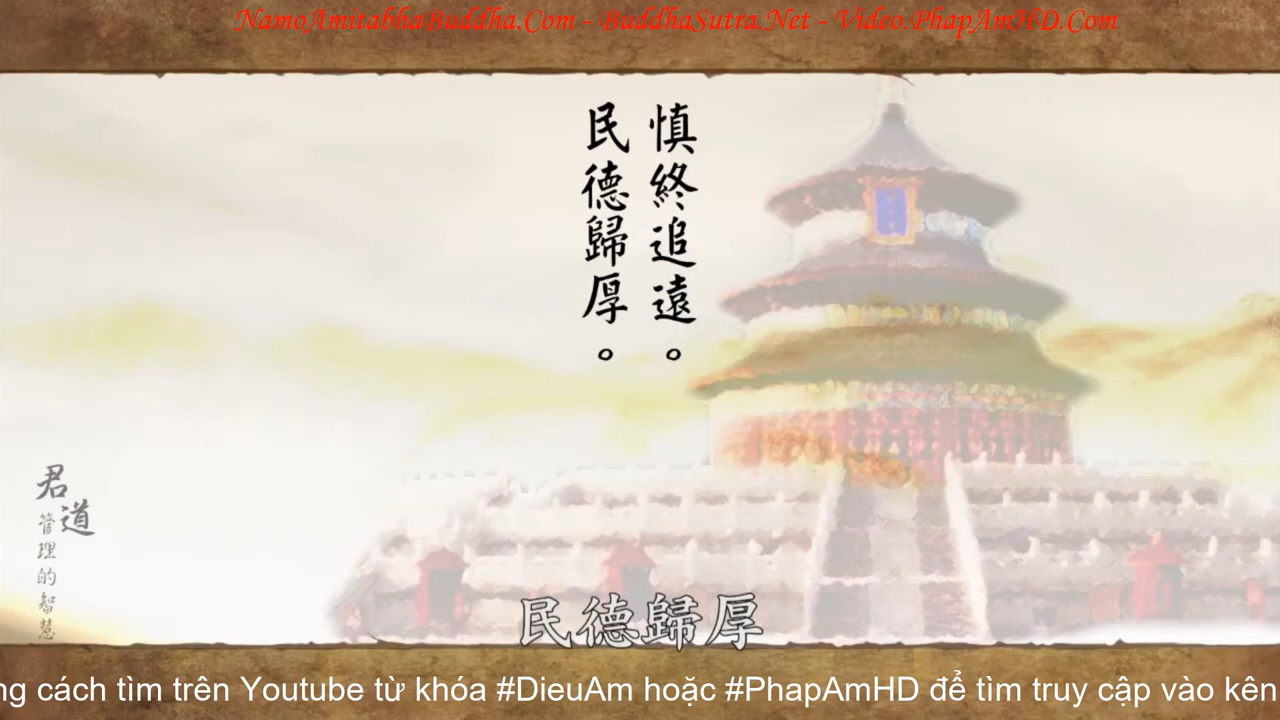 NamoAmitabhaBuddha.Com - BuddhaSutra.Net - Video.PhapAmHD.Com
慎終追遠。
民德歸厚。
君道
管理的智慧
民德歸厚
ng cách tìm trên Youtube từ khóa #DieuAm hoặc #PhapAmHD để tìm truy cập vào kên